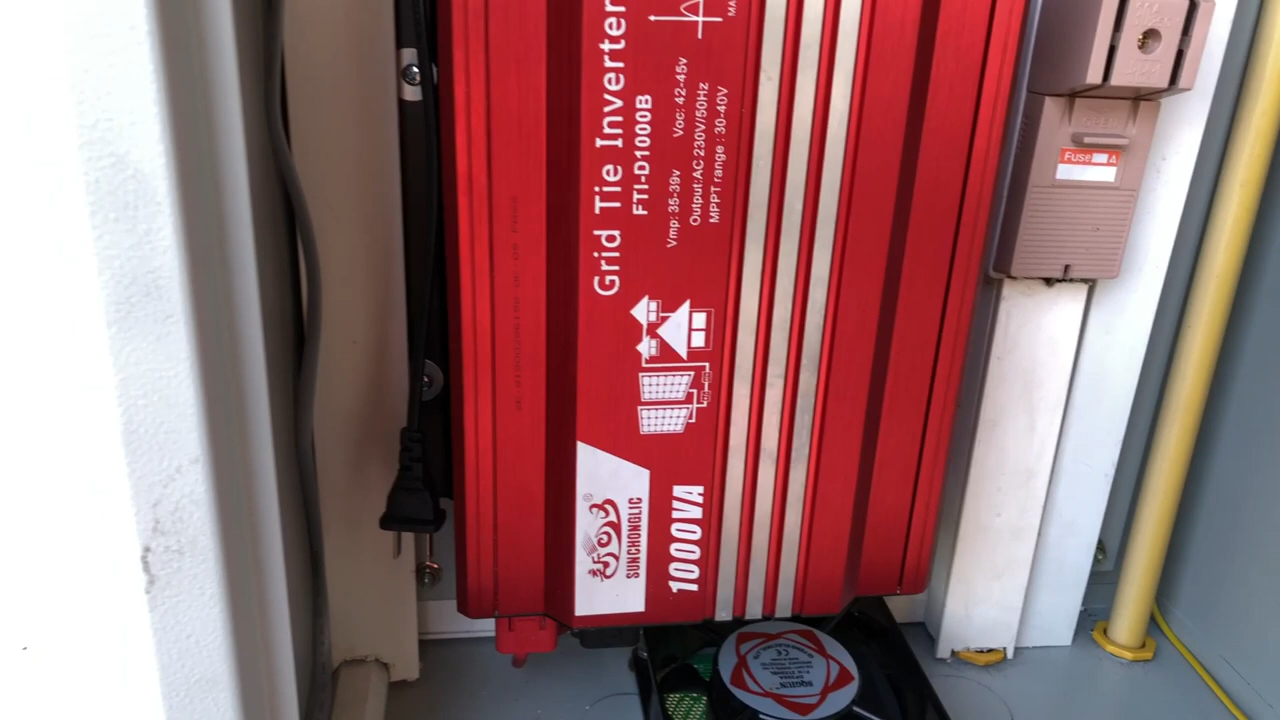 Grid Tie Inverter
FTI-D1000B
Vmp: 35-39v Voc: 42-45v
Output:AC 230V/50Hz
MPPT range : 30-40V
MA
SUNCHONGLIC®
1000VA
Fuse